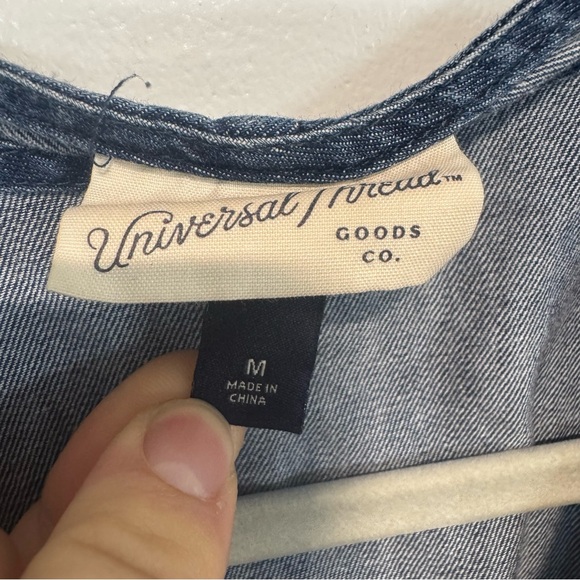 Universal Thread™
GOODS
CO.
M
MADE IN
CHINA